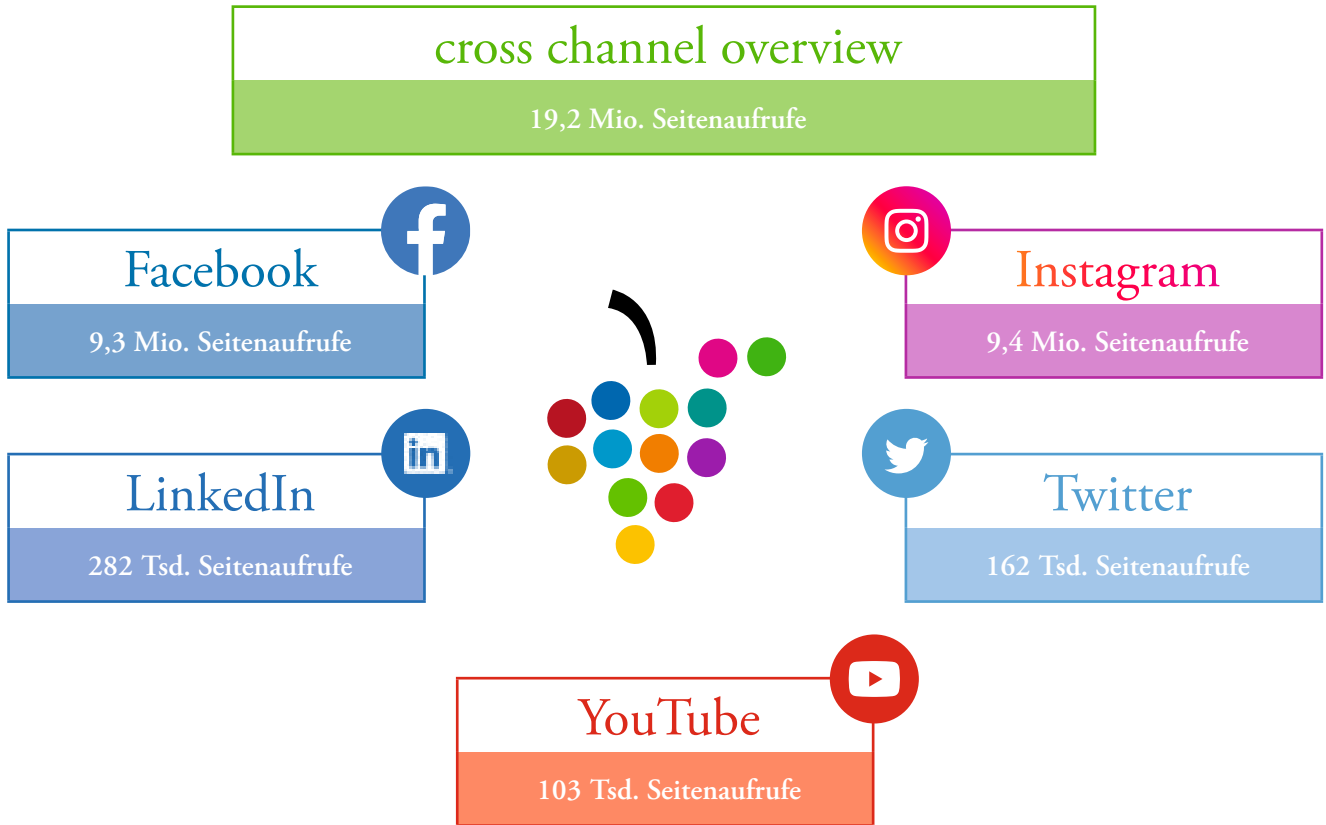 cross channel overview
19,2 Mio. Seitenaufrufe
Facebook
9,3 Mio. Seitenaufrufe
Instagram
9,4 Mio. Seitenaufrufe
in
LinkedIn
282 Tsd. Seitenaufrufe
Twitter
162 Tsd. Seitenaufrufe
YouTube
103 Tsd. Seitenaufrufe